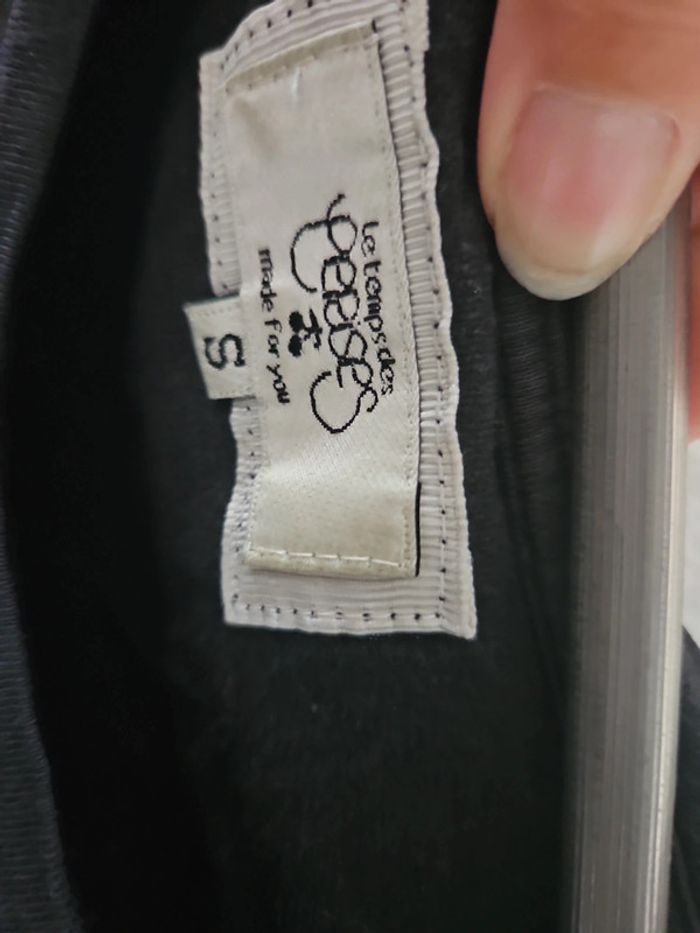 Le temps des
cerises
made for you
S